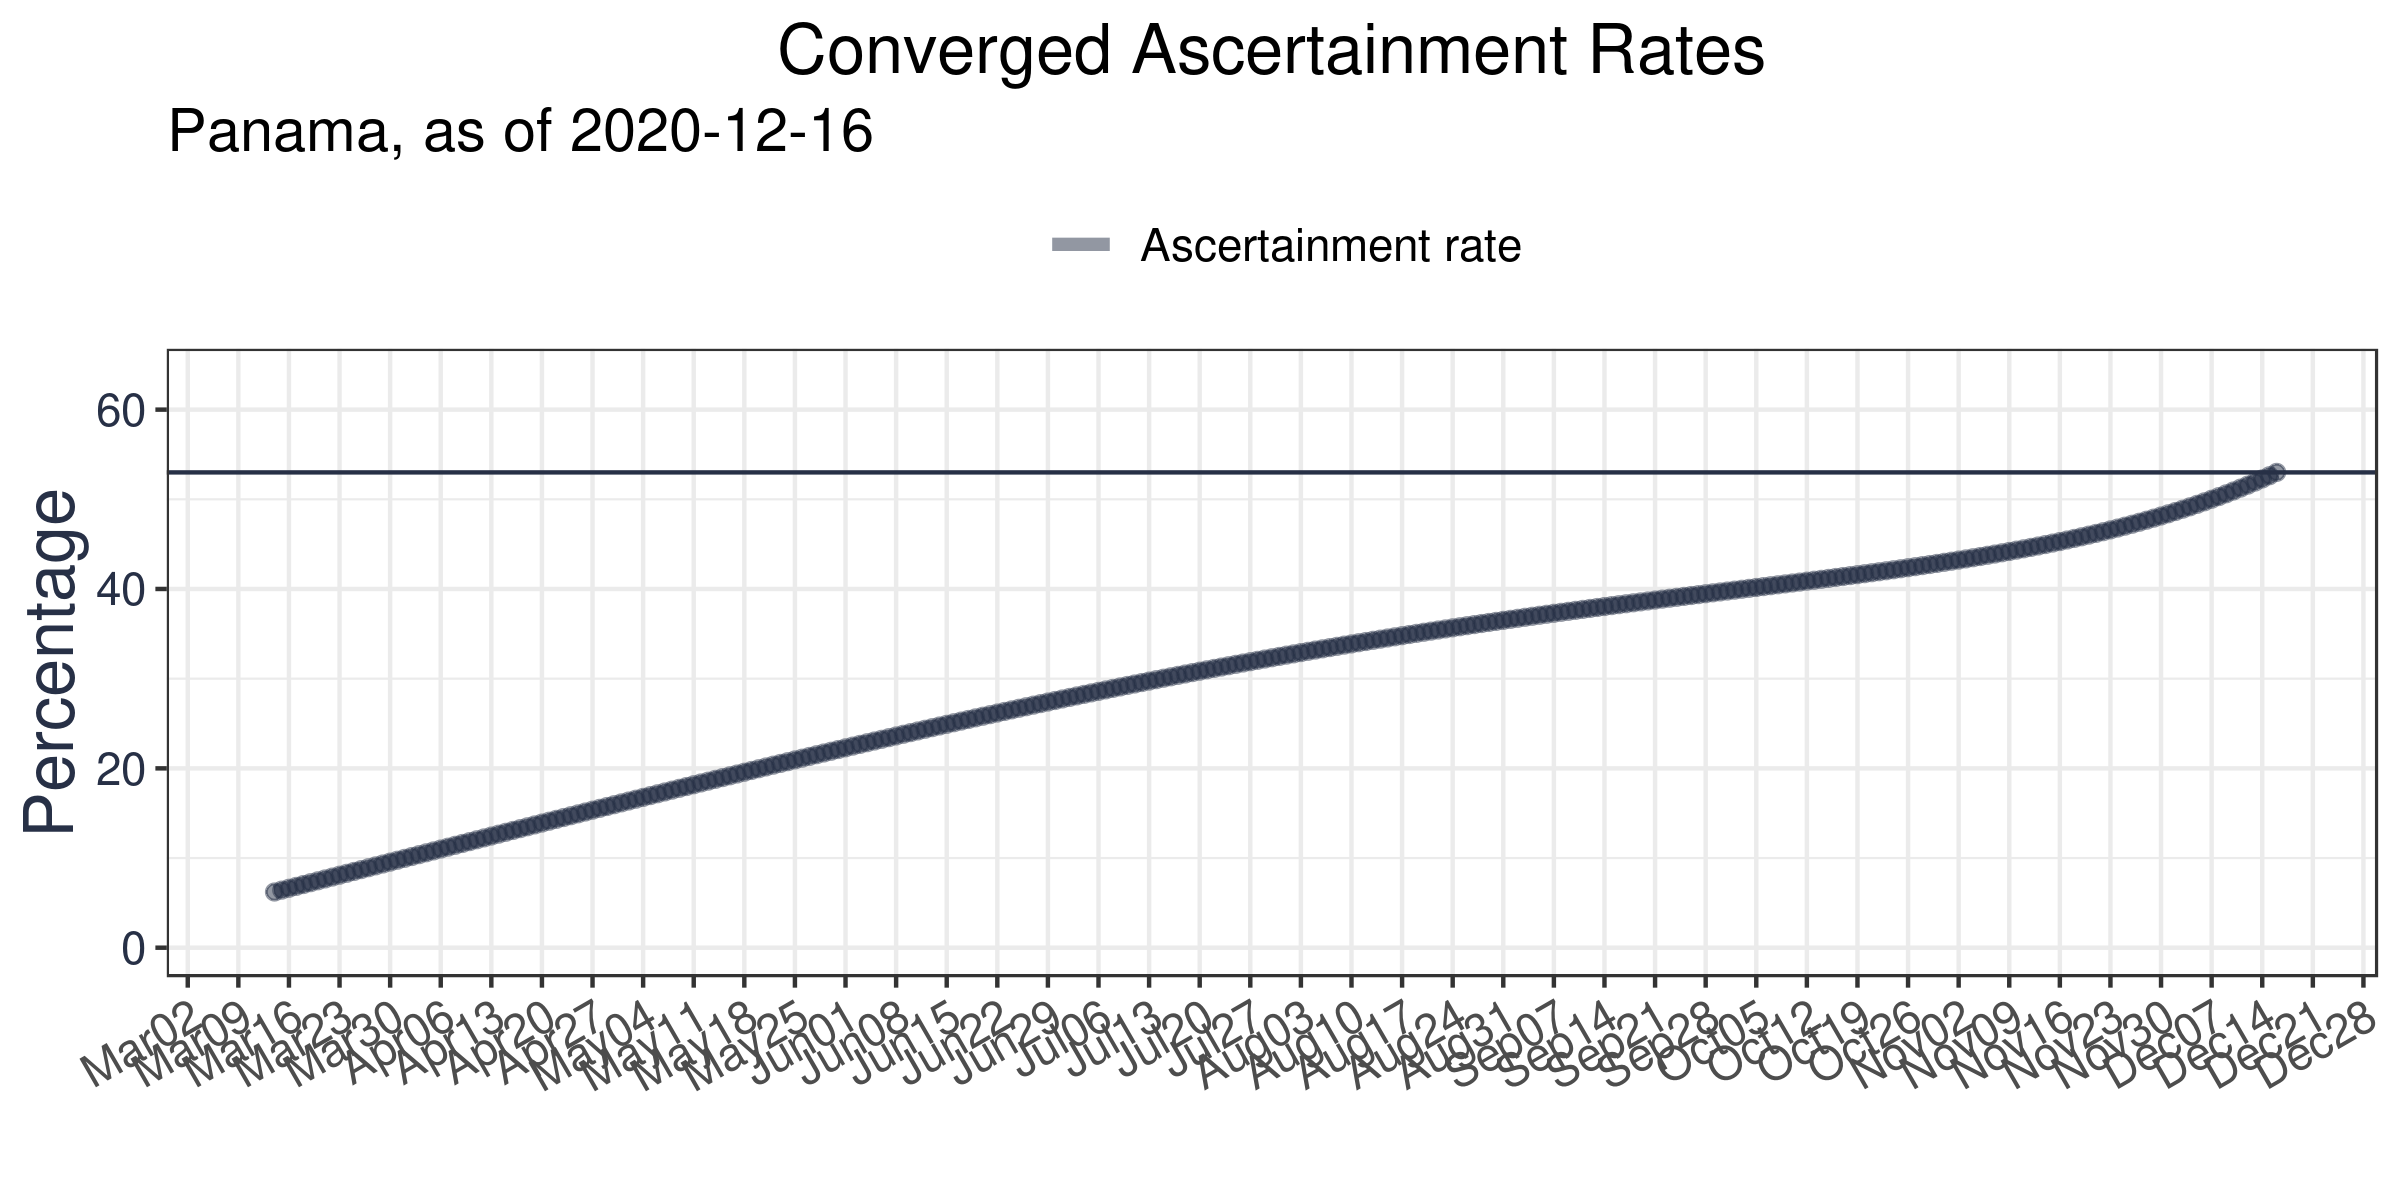 Converged Ascertainment Rates
Panama, as of 2020-12-16
Ascertainment rate
Percentage
60
40
20
0
Mar02
Mar09
Mar16
Mar23
Mar30
Apr06
Apr13
Apr20
Apr27
May04
May11
May18
May25
Jun01
Jun08
Jun15
Jun22
Jun29
Jul06
Jul13
Jul20
Jul27
Aug03
Aug10
Aug17
Aug24
Aug31
Sep07
Sep14
Sep21
Sep28
Oct05
Oct12
Oct19
Oct26
Nov02
Nov09
Nov16
Nov23
Nov30
Dec07
Dec14
Dec21
Dec28